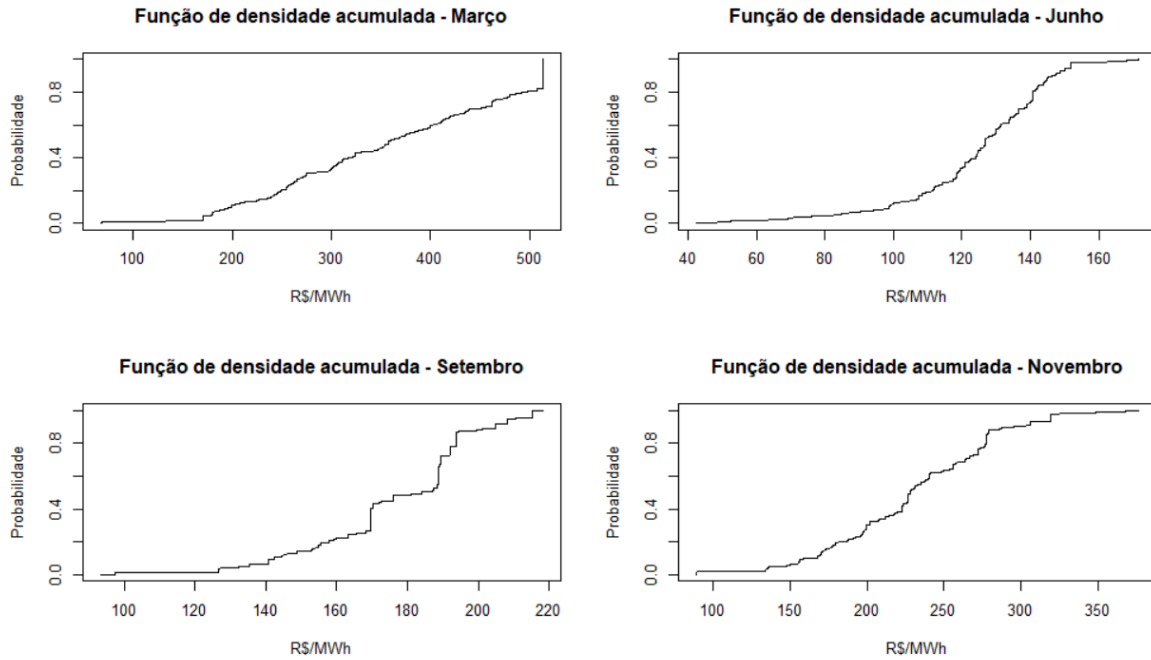 Função de densidade acumulada - Março
Probabilidade
0.0 0.4 0.8
100 200 300 400 500
R$/MWh
Função de densidade acumulada - Junho
Probabilidade
0.0 0.4 0.8
40 60 80 100 120 140 160
R$/MWh
Função de densidade acumulada - Setembro
Probabilidade
0.0 0.4 0.8
100 120 140 160 180 200 220
R$/MWh
Função de densidade acumulada - Novembro
Probabilidade
0.0 0.4 0.8
100 150 200 250 300 350
R$/MWh